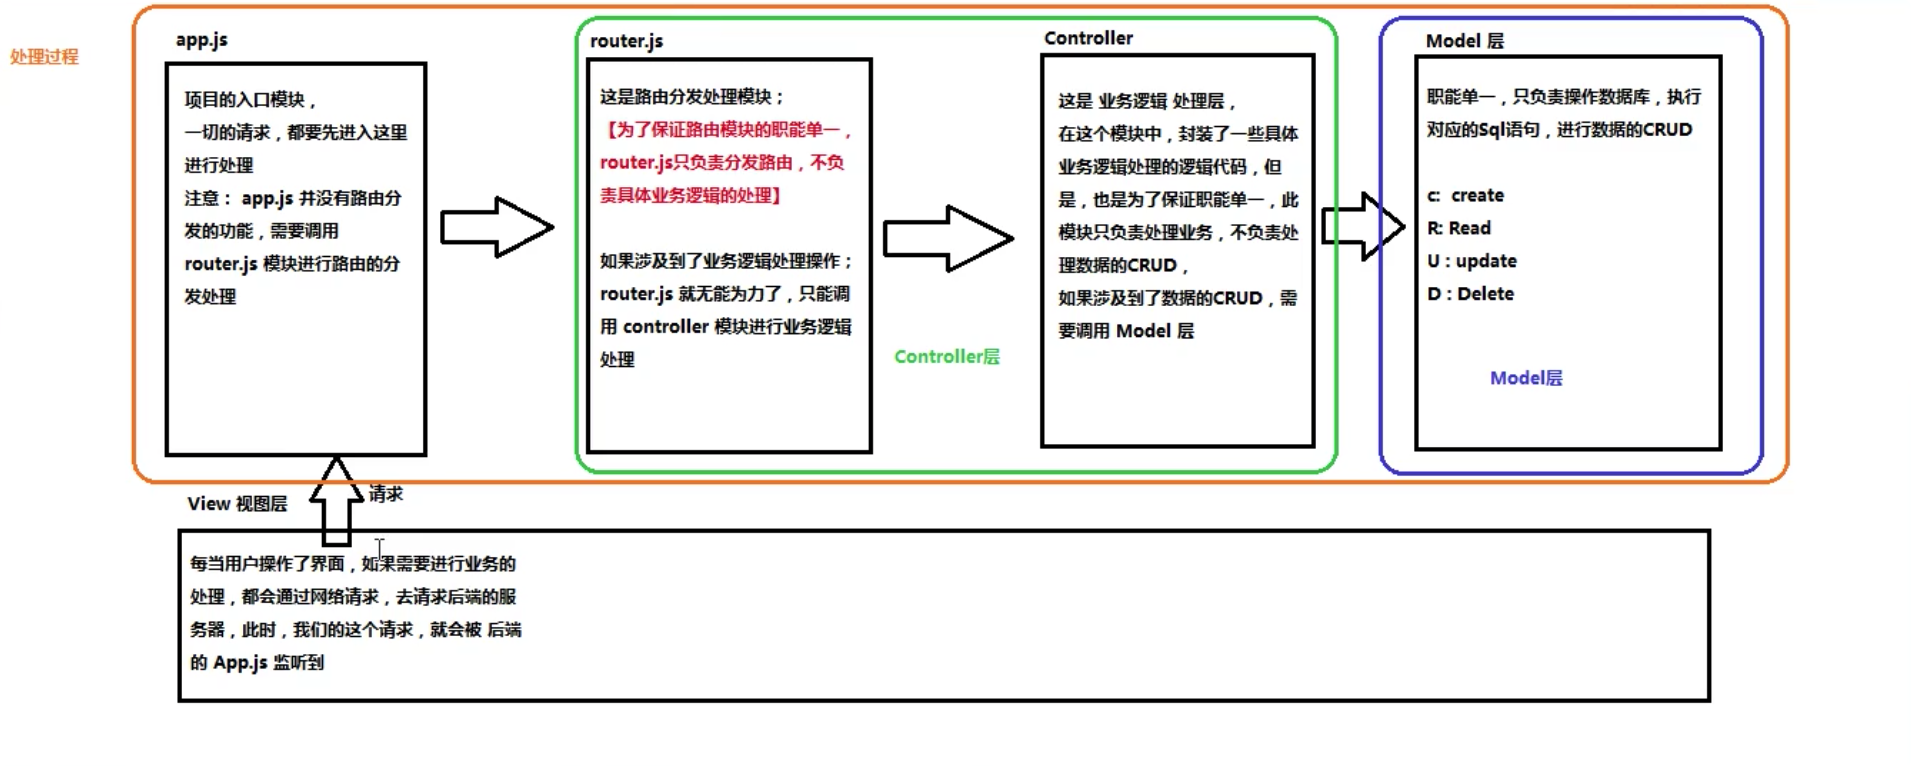 处理过程
app.js
项目的入口模块，
一切的请求，都要先进入这里
进行处理
注意： app.js 并没有路由分
发的功能，需要调用
router.js 模块进行路由的分
发处理
router.js
这是路由分发处理模块；
【为了保证路由模块的职能单一，
router.js只负责分发路由，不负
责具体业务逻辑的处理】
如果涉及到了业务逻辑处理操作；
router.js 就无能为力了，只能调
用 controller 模块进行业务逻辑
处理
Controller层
Controller
这是 业务逻辑 处理层，
在这个模块中，封装了一些具体
业务逻辑处理的逻辑代码，但
是，也是为了保证职能单一，此
模块只负责处理业务，不负责处
理数据的CRUD，
如果涉及到了数据的CRUD，需
要调用 Model 层
Model 层
职能单一，只负责操作数据库，执行
对应的Sql语句，进行数据的CRUD
c: create
R: Read
U : update
D : Delete
Model层
View 视图层
请求
每当用户操作了界面，如果需要进行业务的
处理，都会通过网络请求，去请求后端的服
务器，此时，我们的这个请求，就会被 后端
的 App.js 监听到